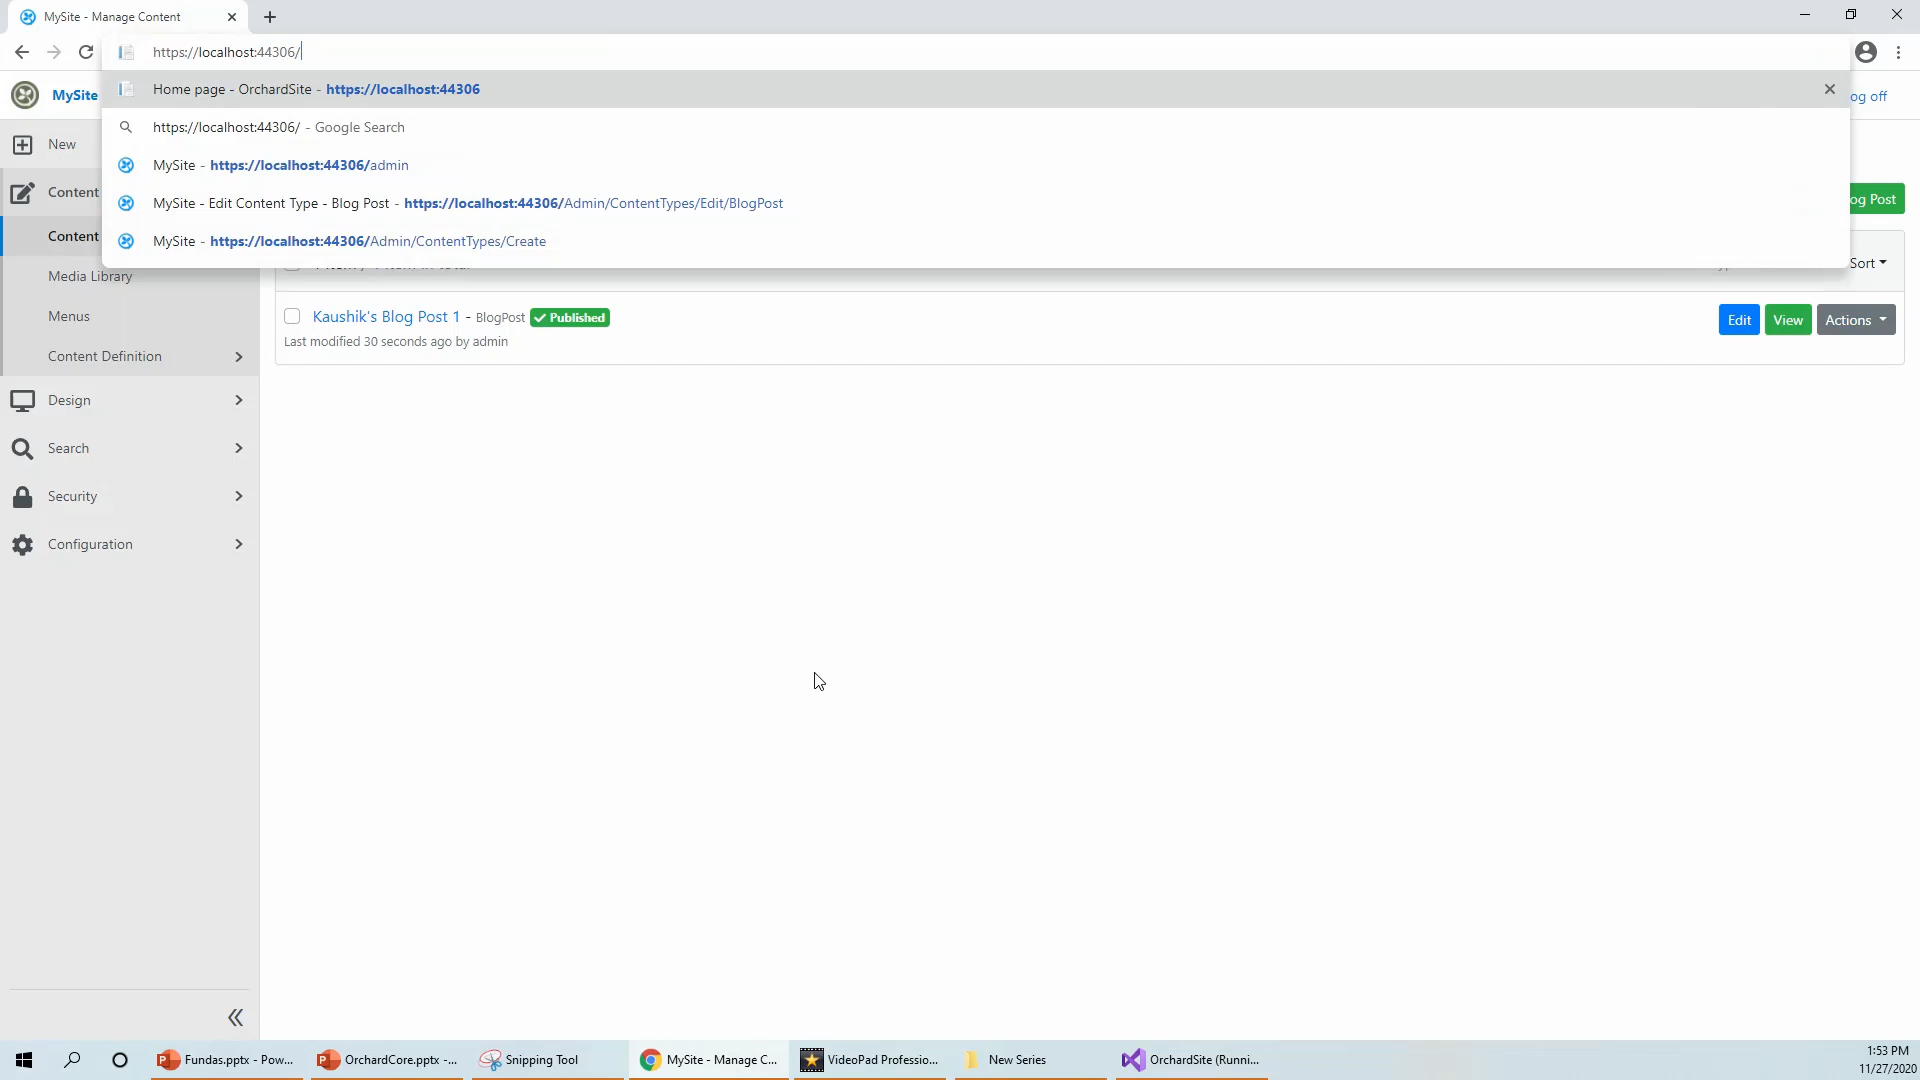 MySite - Manage Content
https://localhost:44306/
Home page - OrchardSite - https://localhost:44306
https://localhost:44306/ - Google Search
MySite - https://localhost:44306/admin
MySite - Edit Content Type - Blog Post - https://localhost:44306/Admin/ContentTypes/Edit/BlogPost
MySite - https://localhost:44306/Admin/ContentTypes/Create
MySite
og off
New
Content
og Post
Content
Sort
Media Library
Kaushik's Blog Post 1 - BlogPost Published
Edit View Actions
Last modified 30 seconds ago by admin
Menus
Content Definition
Design
Search
Security
Configuration
Fundas.pptx - Pow...
OrchardCore.pptx -...
Snipping Tool
MySite - Manage C...
VideoPad Professio...
New Series
OrchardSite (Runni...
1:53 PM
11/27/2020